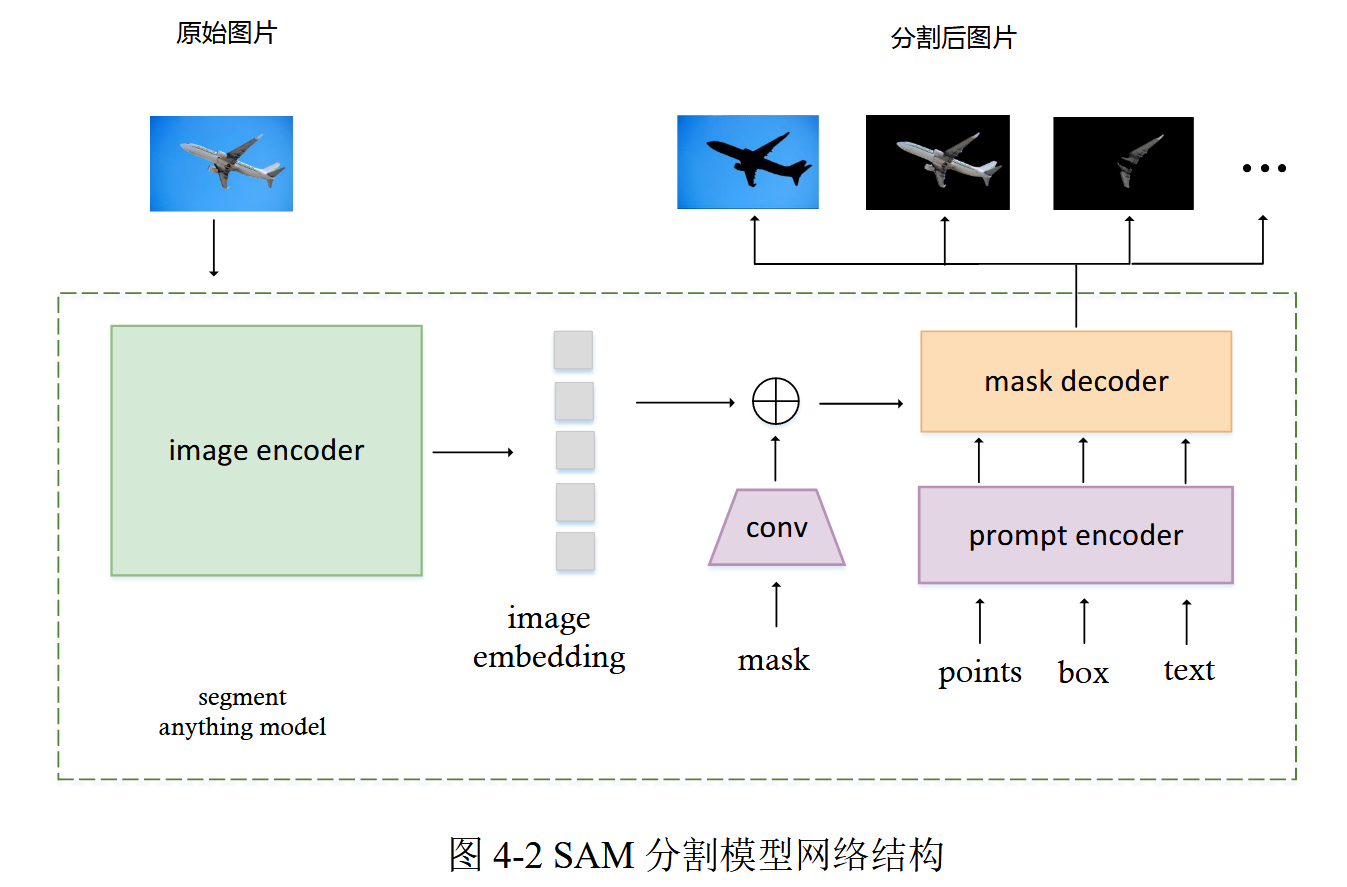 原始图片
分割后图片
image encoder
image
embedding
segment
anything model
conv
mask
mask decoder
prompt encoder
points
box
text
图 4-2 SAM 分割模型网络结构